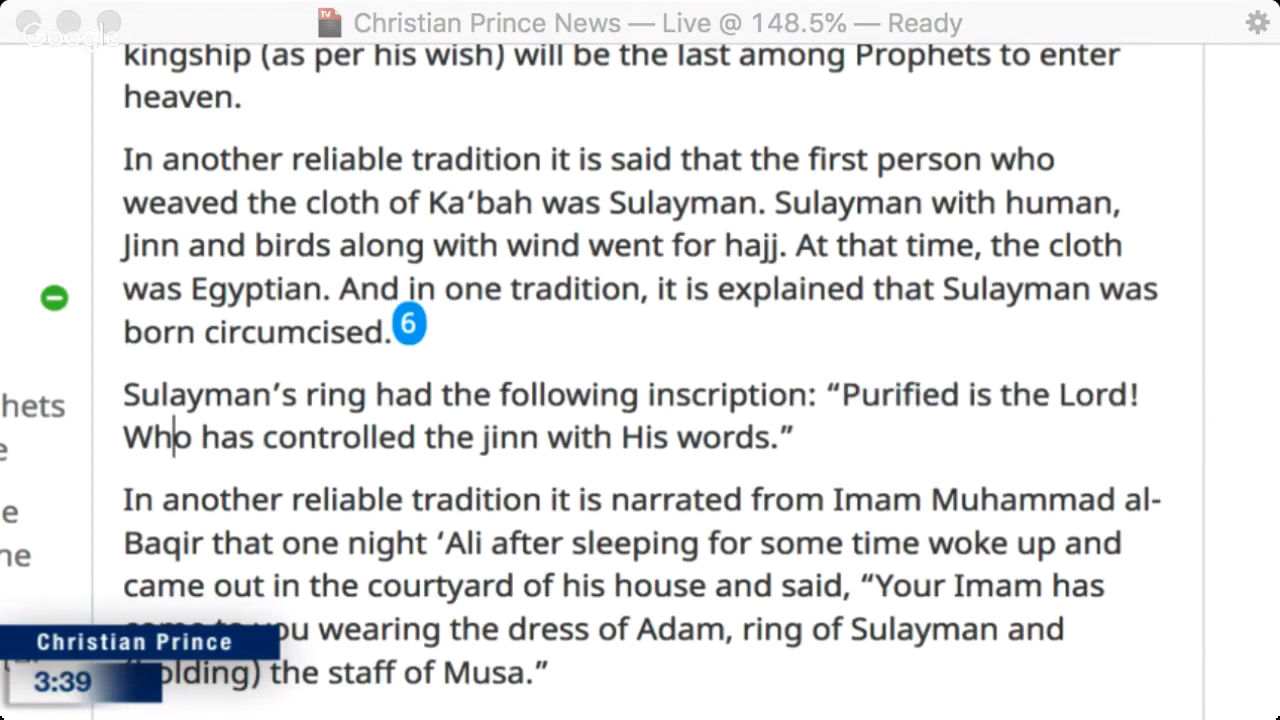 Christian Prince News — Live @ 148.5% — Ready
Google
kingship (as per his wish) will be the last among Prophets to enter
heaven.
In another reliable tradition it is said that the first person who
weaved the cloth of Ka‘bah was Sulayman. Sulayman with human,
Jinn and birds along with wind went for hajj. At that time, the cloth
was Egyptian. And in one tradition, it is explained that Sulayman was
born circumcised.6
Sulayman’s ring had the following inscription: “Purified is the Lord!
Who has controlled the jinn with His words.”
In another reliable tradition it is narrated from Imam Muhammad al-
Baqir that one night ‘Ali after sleeping for some time woke up and
came out in the courtyard of his house and said, “Your Imam has
come to you wearing the dress of Adam, ring of Sulayman and
(holding) the staff of Musa.”
hets
e
e
ne
Christian Prince
3:39